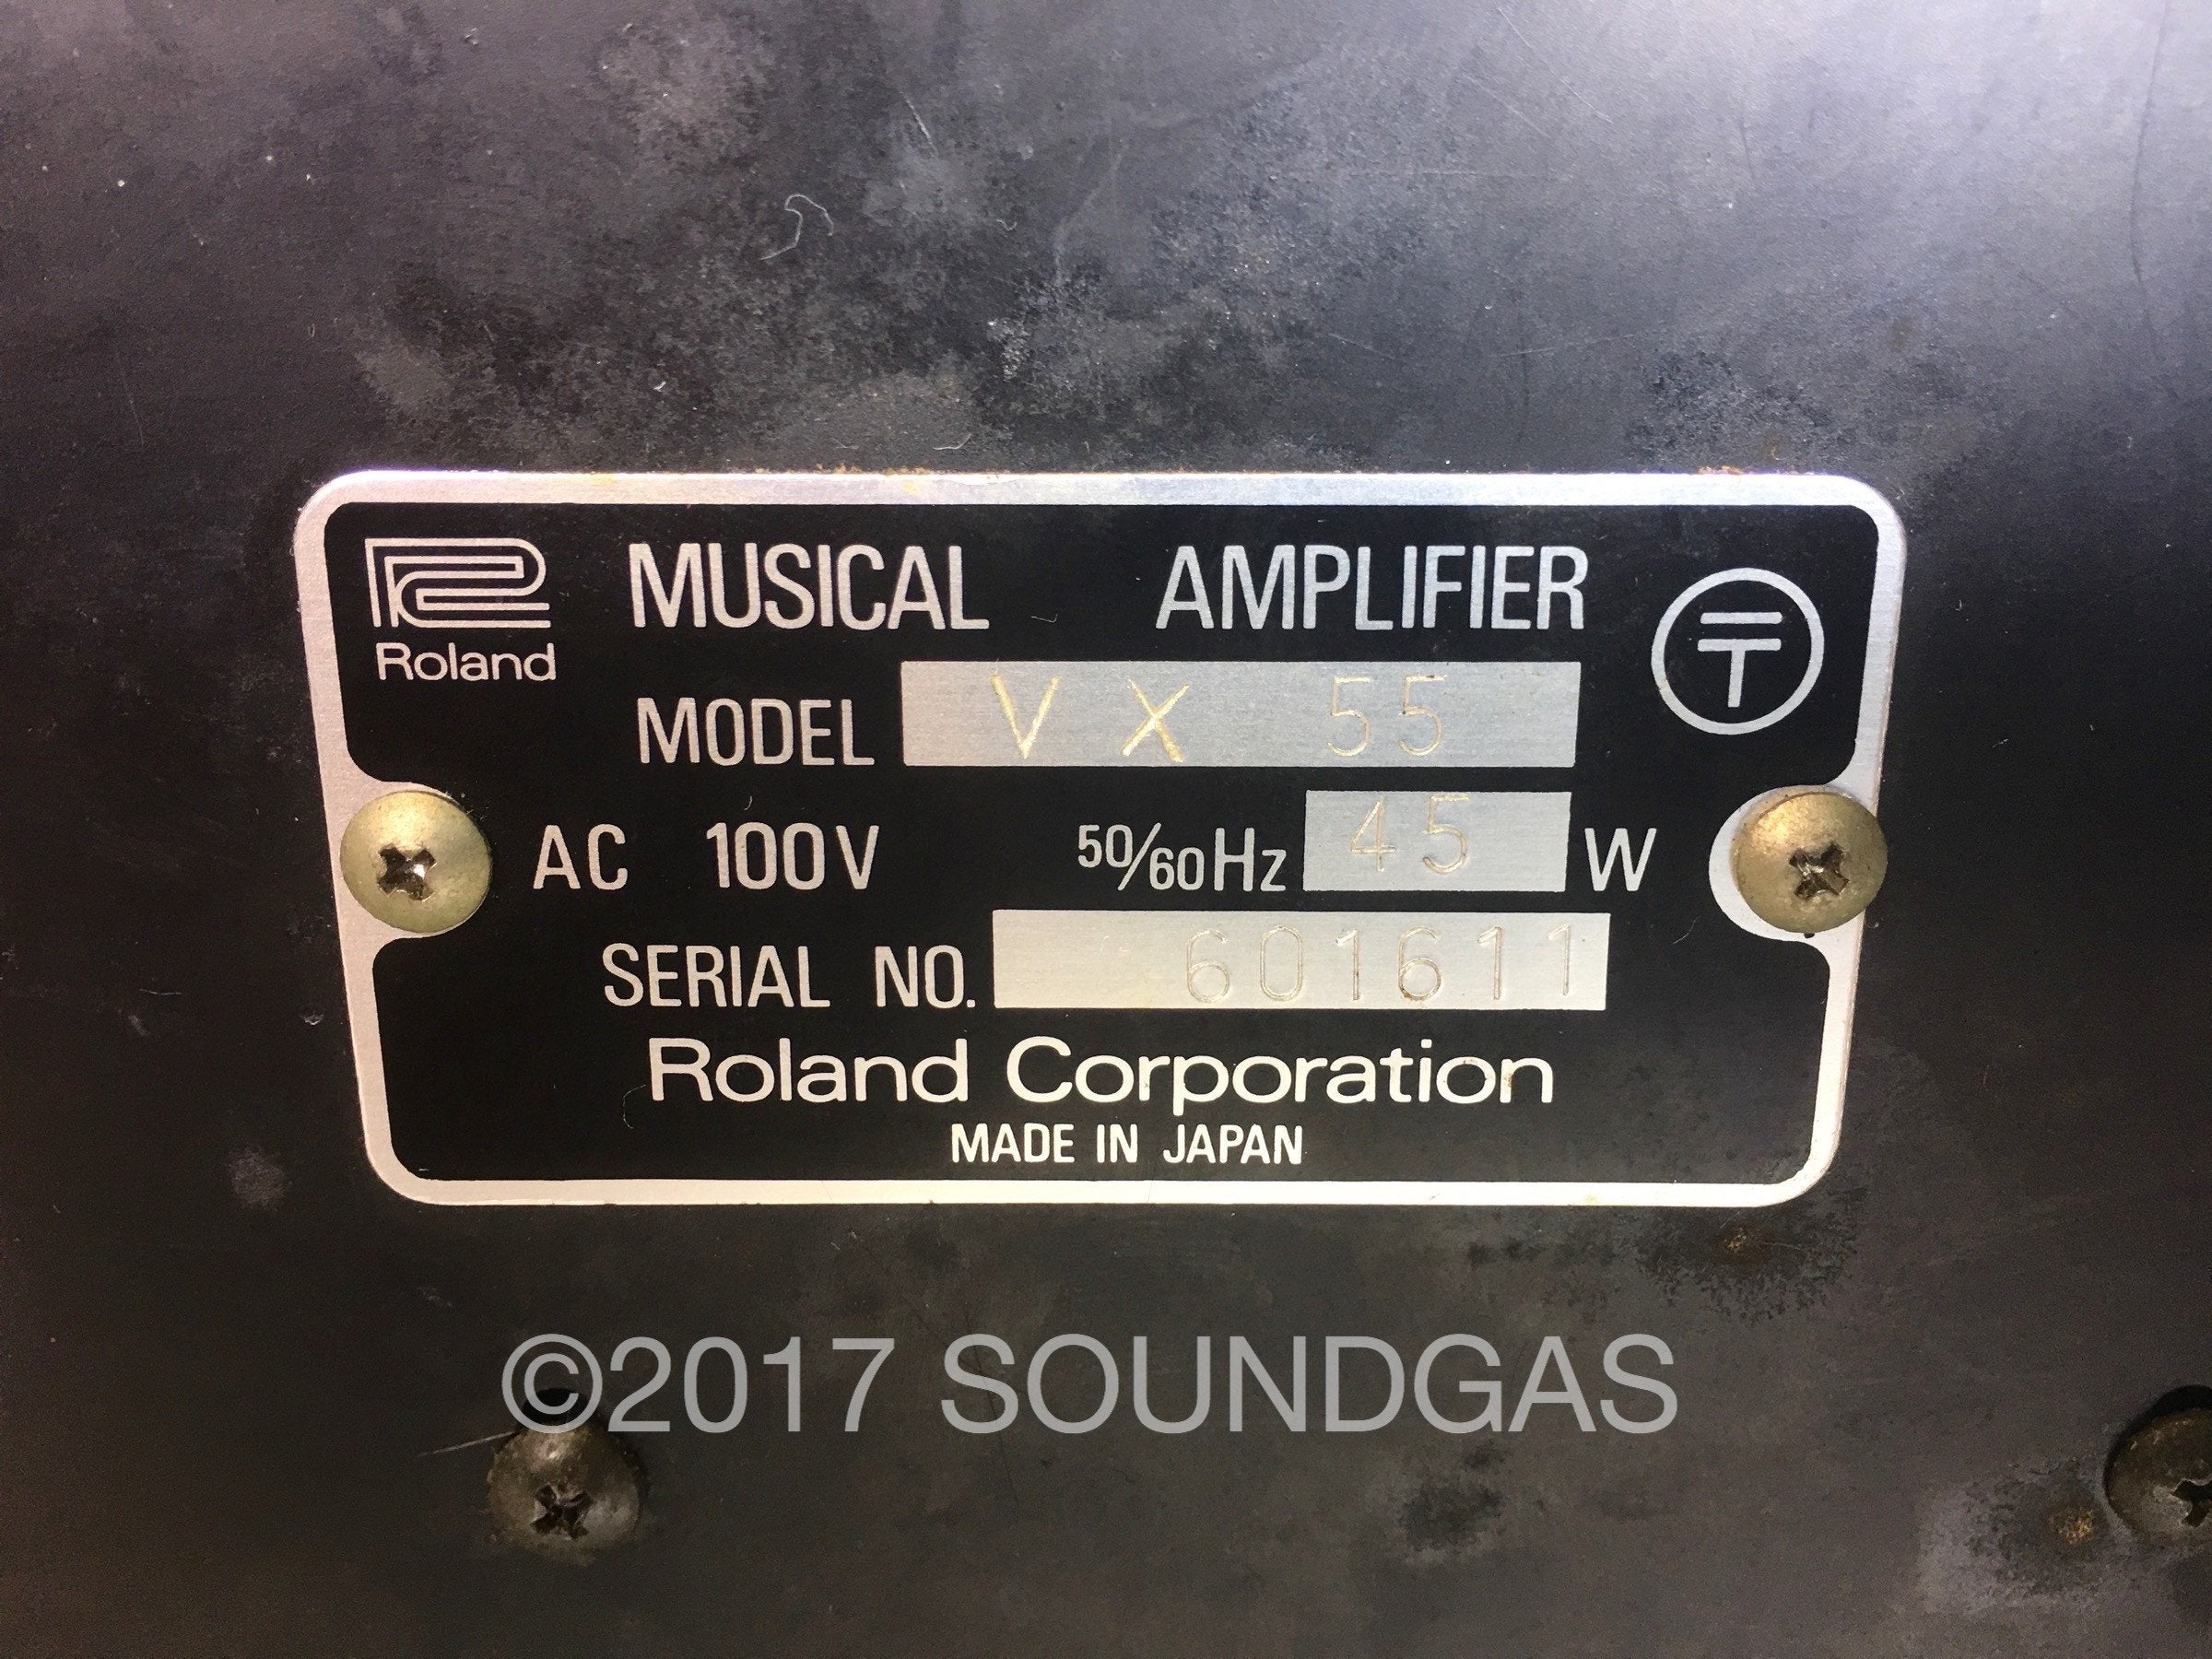 MUSICAL AMPLIFIER
Roland
MODEL VX 55
AC 100V 50/60Hz 45 W
SERIAL NO. 601611
Roland Corporation
MADE IN JAPAN
©2017 SOUNDGAS